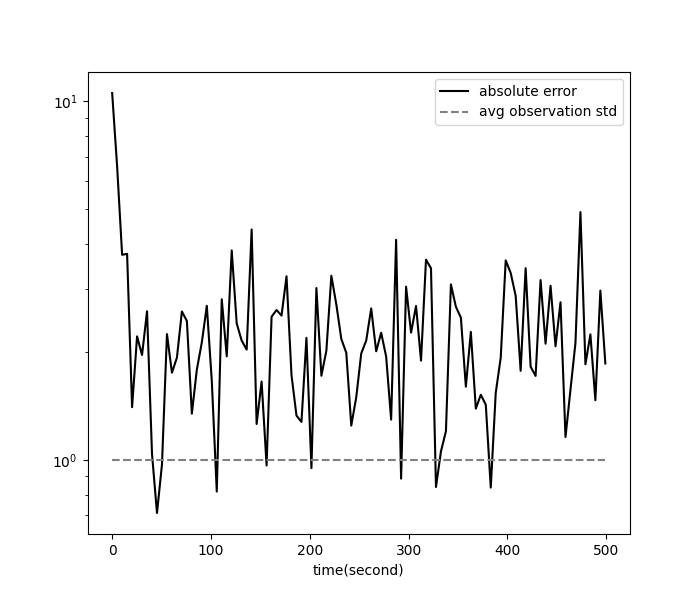 absolute error
avg observation std
10¹
10⁰
0 100 200 300 400 500
time(second)